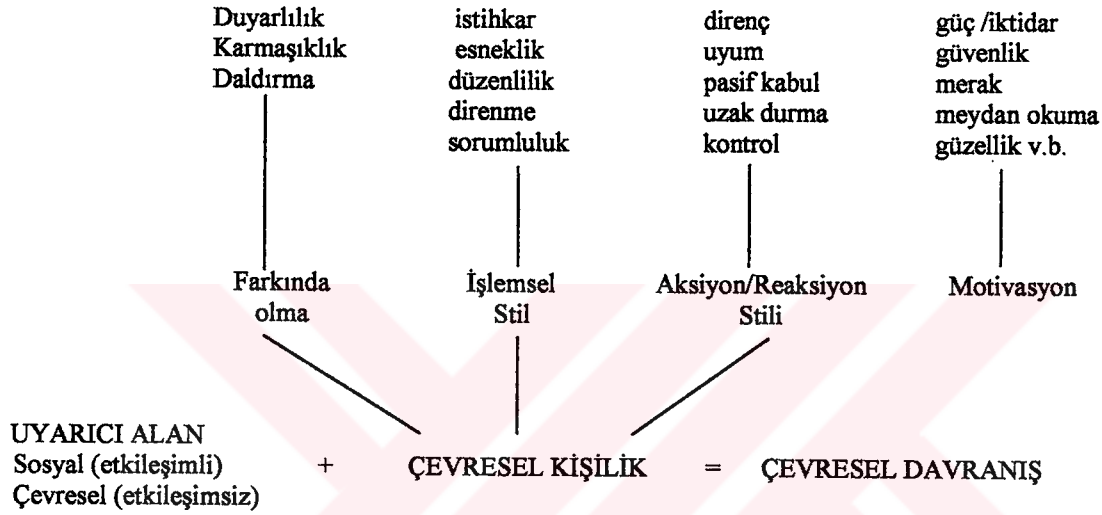 Duyarlılık
Karmaşıklık
Daldırma
istihkar
esneklik
düzenlilik
direnme
sorumluluk
direnç
uyum
pasif kabul
uzak durma
kontrol
güç /iktidar
güvenlik
merak
meydan okuma
güzellik v.b.
Farkında
olma
İşlemsel
Stil
Aksiyon/Reaksiyon
Stili
Motivasyon
UYARICI ALAN
Sosyal (etkileşimli)
Çevresel (etkileşimsiz)
+ ÇEVRESEL KİŞİLİK = ÇEVRESEL DAVRANIŞ